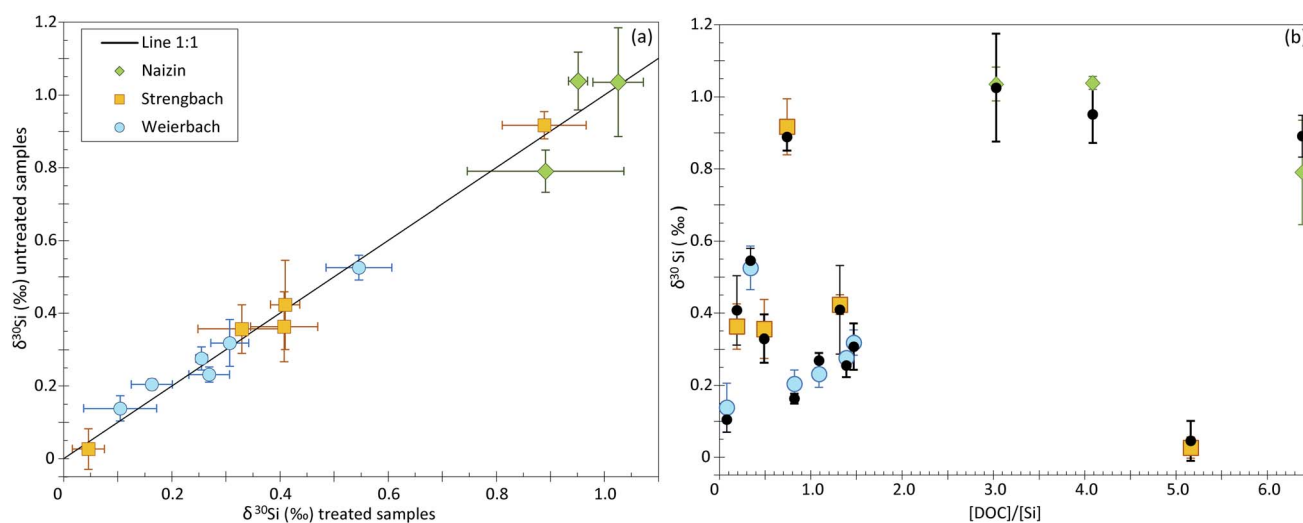 (a)
Line 1:1
Naizin
Strengbach
Weierbach
1.2
1.0
0.8
0.6
0.4
0.2
0
δ³⁰Si (‰) untreated samples
0 0.2 0.4 0.6 0.8 1.0
δ³⁰Si (‰) treated samples
(b)
1.2
1.0
0.8
0.6
0.4
0.2
0
δ³⁰ Si ( ‰ )
0 1.0 2.0 3.0 4.0 5.0 6.0
[DOC]/[Si]